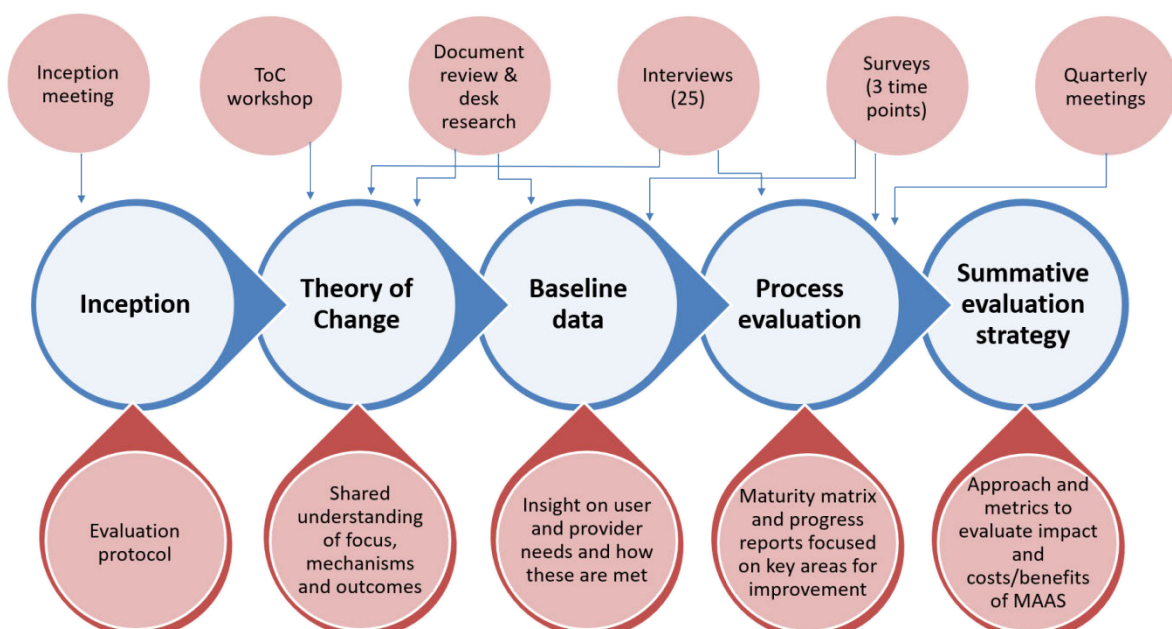 Inception
meeting
ToC
workshop
Document
review &
desk
research
Interviews
(25)
Surveys
(3 time
points)
Quarterly
meetings
Inception
Theory of
Change
Baseline
data
Process
evaluation
Summative
evaluation
strategy
Evaluation
protocol
Shared
understanding
of focus,
mechanisms
and outcomes
Insight on user
and provider
needs and how
these are met
Maturity matrix
and progress
reports focused
on key areas for
improvement
Approach and
metrics to
evaluate impact
and
costs/benefits
of MAAS